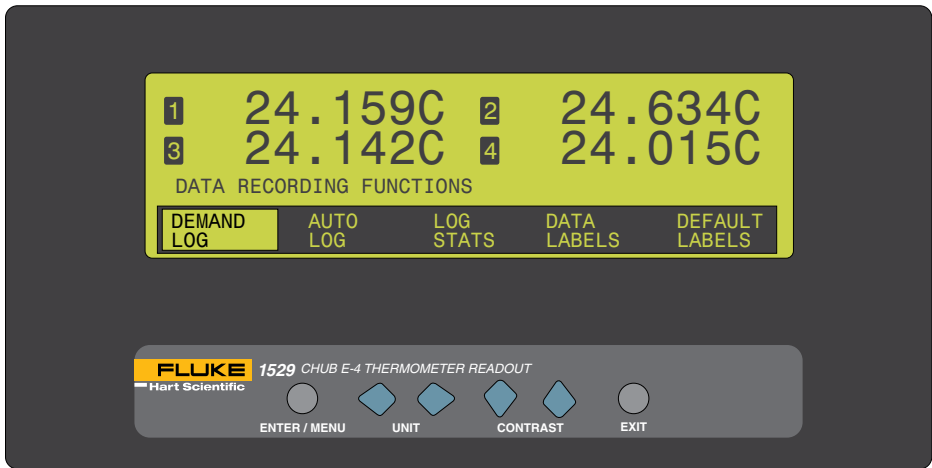 1 24.159C 2 24.634C
3 24.142C 4 24.015C
DATA RECORDING FUNCTIONS
DEMAND LOG AUTO LOG LOG STATS DATA LABELS DEFAULT LABELS
FLUKE
Hart Scientific
1529 CHUB E-4 THERMOMETER READOUT
ENTER / MENU UNIT CONTRAST EXIT